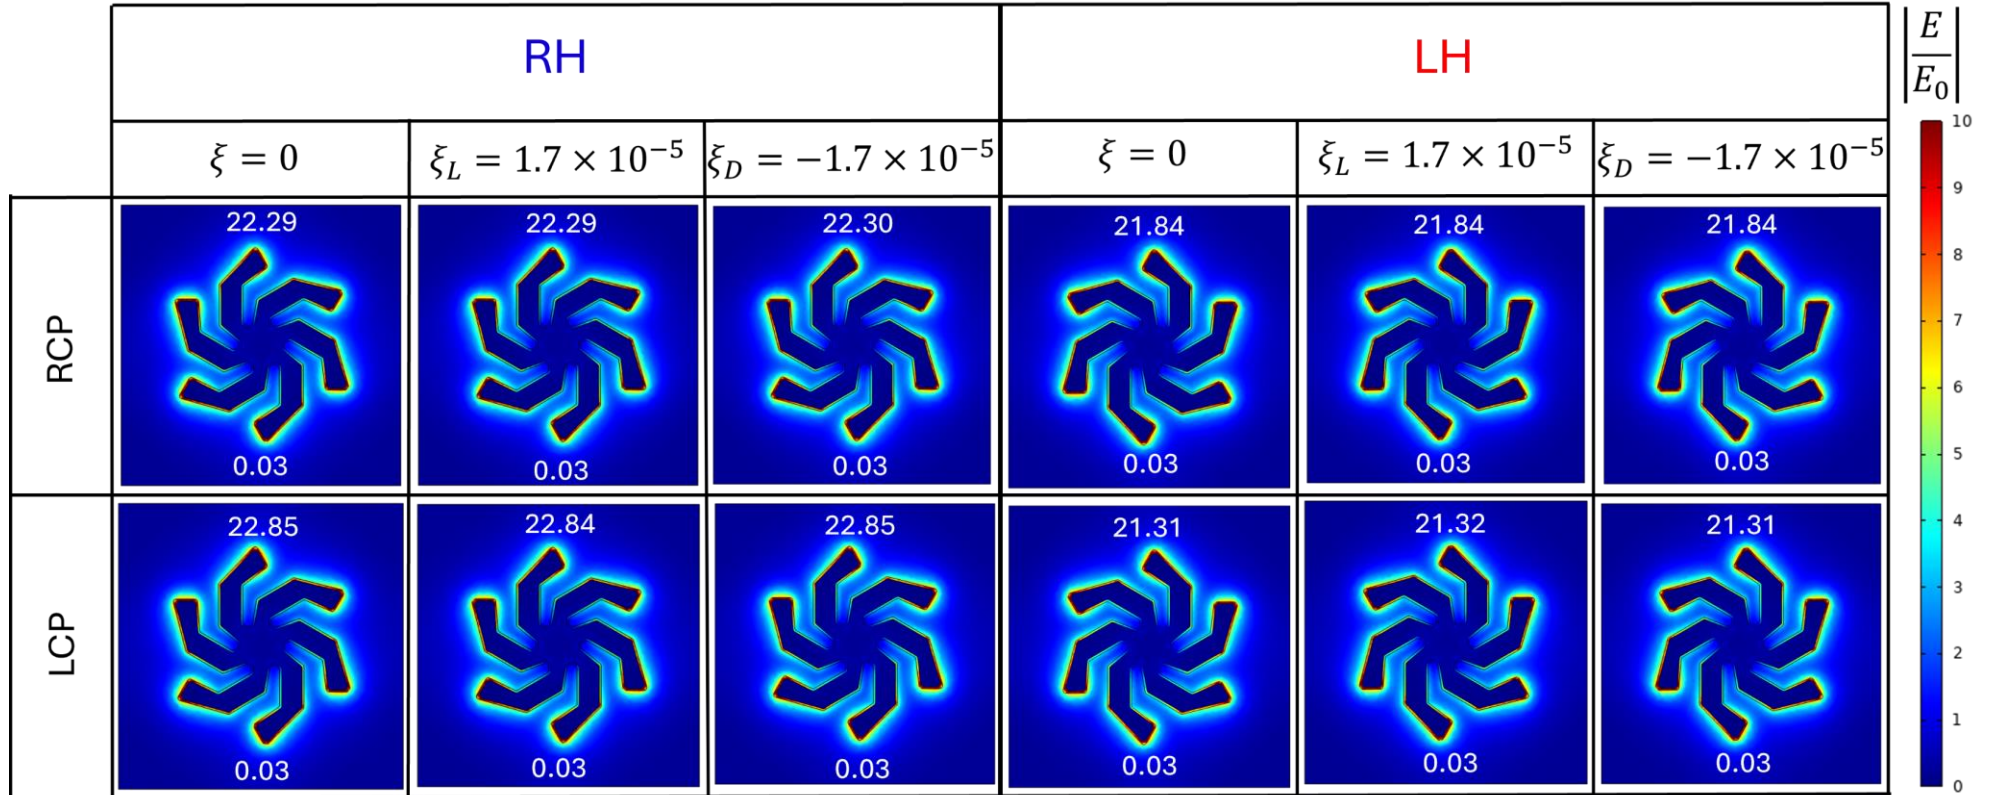 RH LH |E/E₀|
ξ = 0 ξ_L = 1.7 × 10⁻⁵ ξ_D = −1.7 × 10⁻⁵ ξ = 0 ξ_L = 1.7 × 10⁻⁵ ξ_D = −1.7 × 10⁻⁵
RCP
22.29 22.29 22.30 21.84 21.84 21.84
0.03 0.03 0.03 0.03 0.03 0.03
LCP
22.85 22.84 22.85 21.31 21.32 21.31
0.03 0.03 0.03 0.03 0.03 0.03
10
9
8
7
6
5
4
3
2
1
0